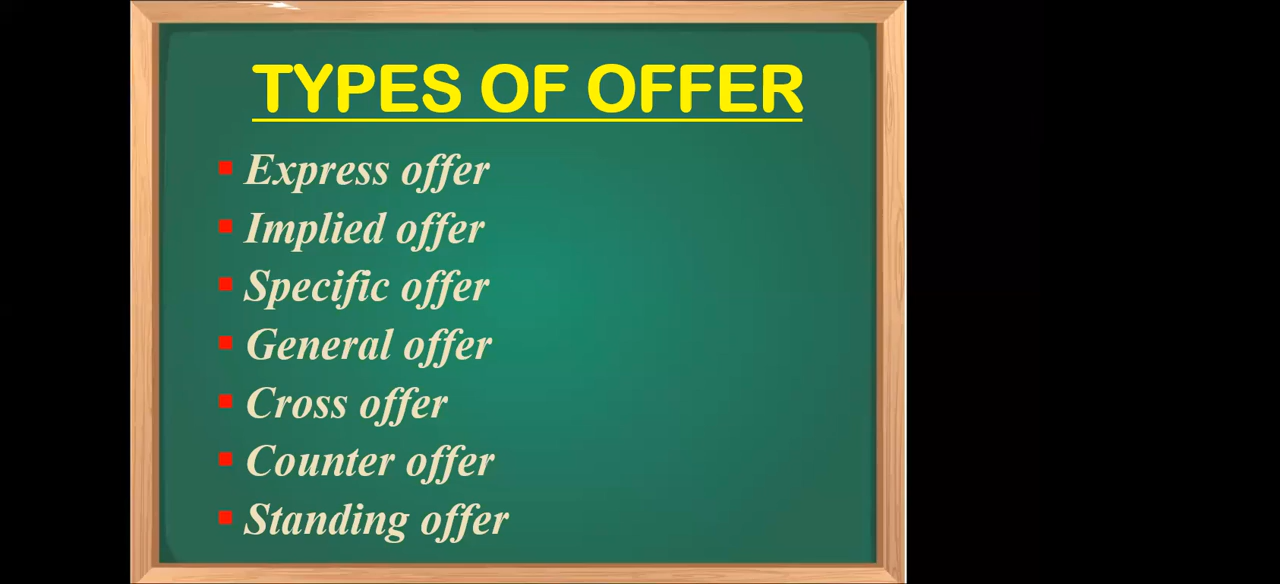 TYPES OF OFFER
Express offer
Implied offer
Specific offer
General offer
Cross offer
Counter offer
Standing offer